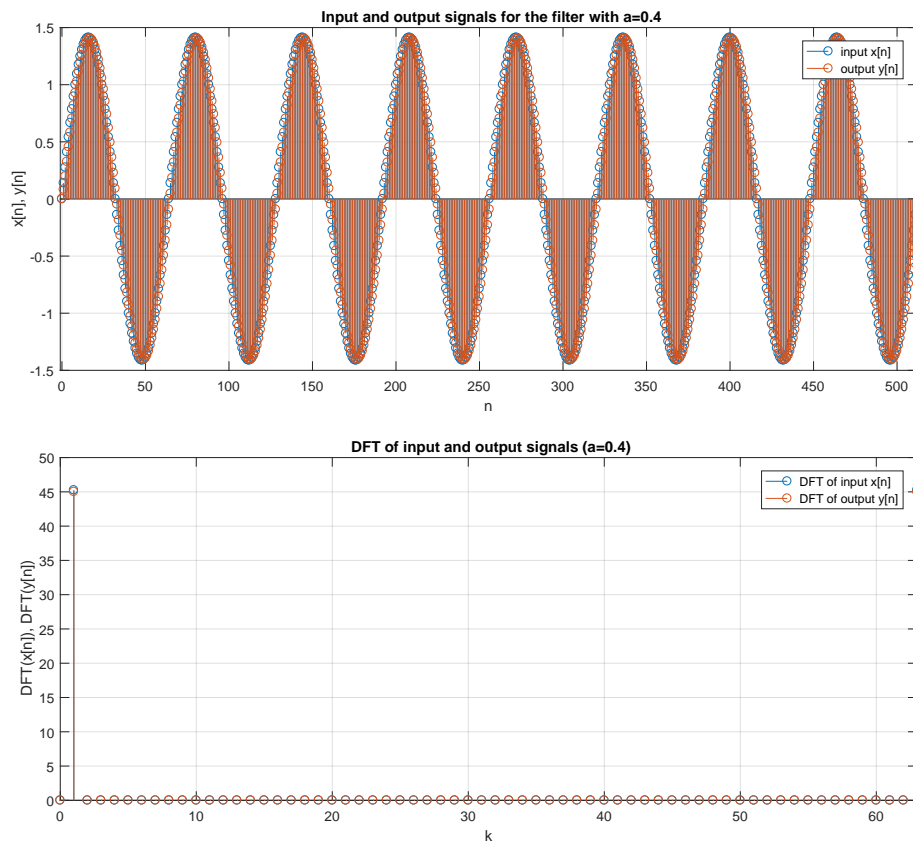 Input and output signals for the filter with a=0.4
1.5
1
0.5
0
-0.5
-1
-1.5
x[n], y[n]
input x[n]
output y[n]
0 50 100 150 200 250 300 350 400 450 500
n
DFT of input and output signals (a=0.4)
50
45
40
35
30
25
20
15
10
5
0
DFT(x[n]), DFT(y[n])
DFT of input x[n]
DFT of output y[n]
0 10 20 30 40 50 60
k